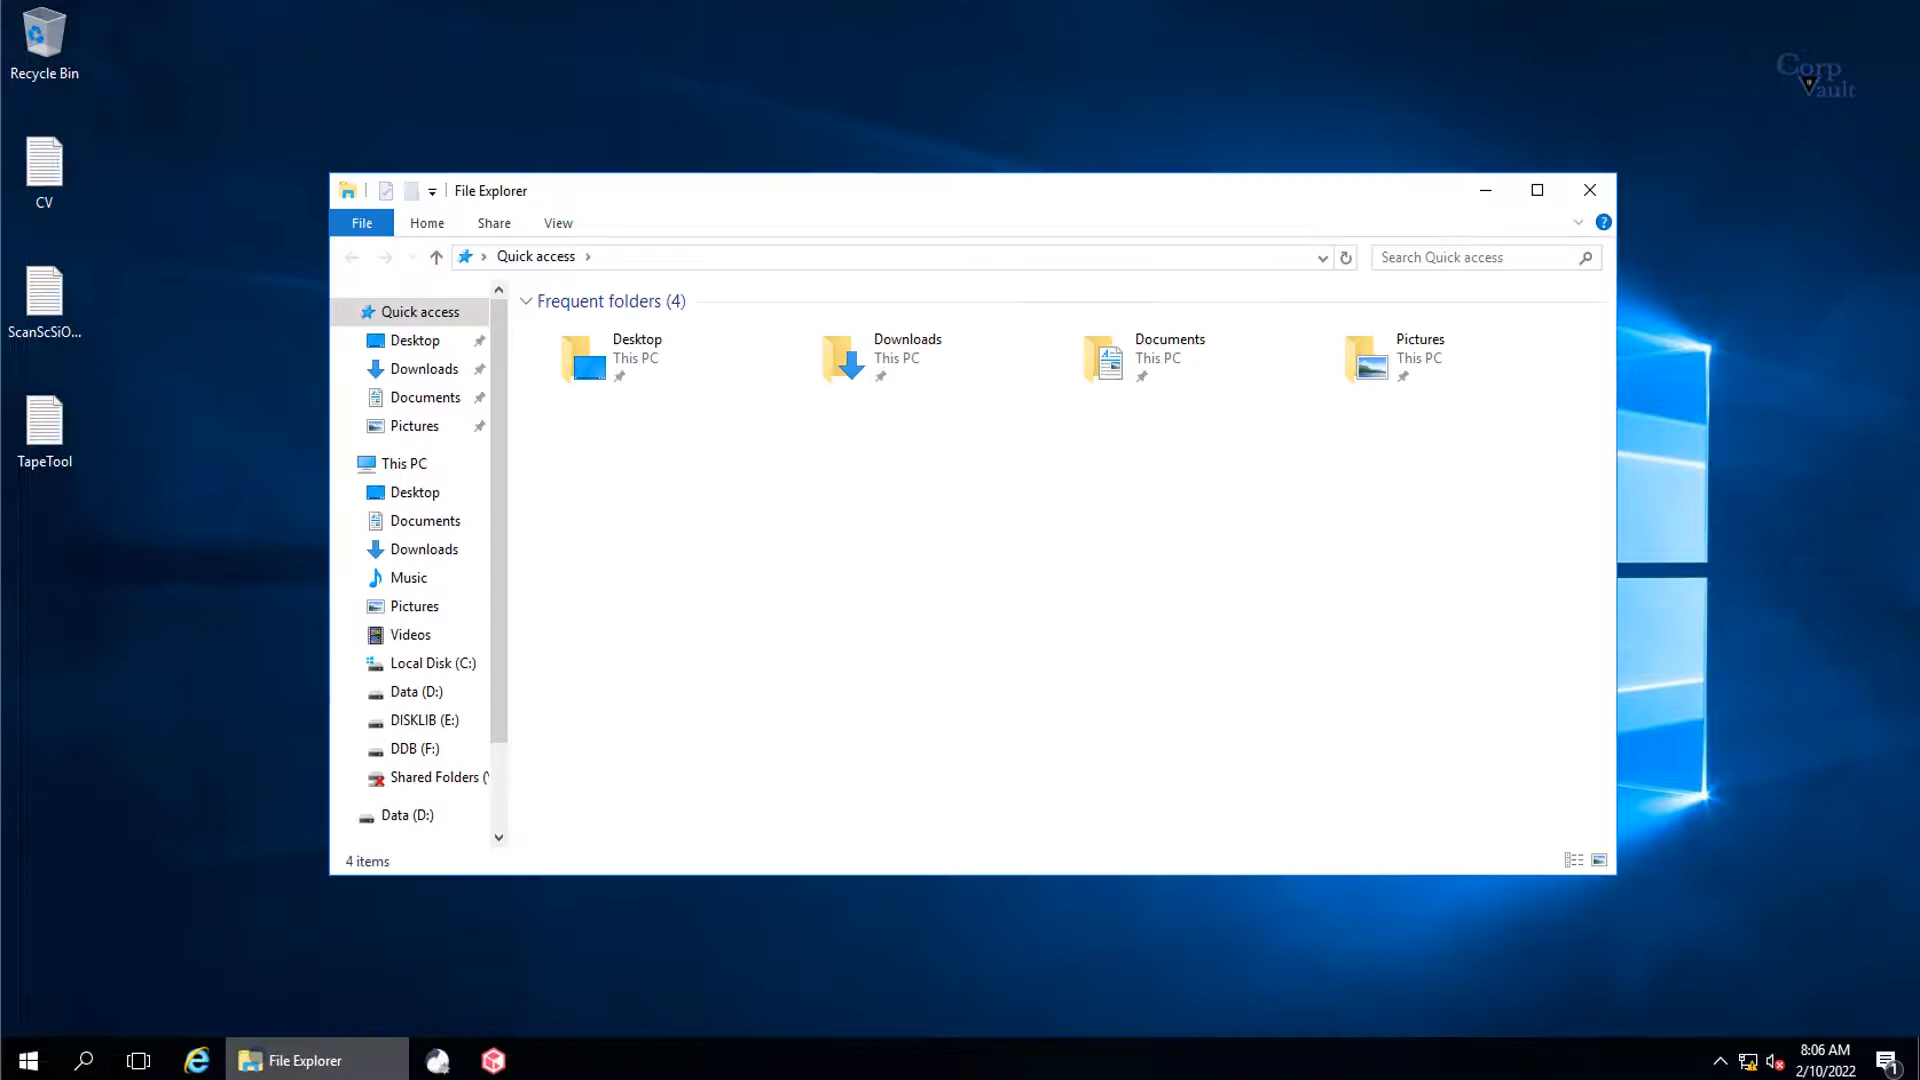 Recycle Bin
CV
ScanScSiO...
TapeTool
Corp
Vault
File Explorer
File
Home
Share
View
?
Quick access
Search Quick access
Quick access
Desktop
Downloads
Documents
Pictures
This PC
Desktop
Documents
Downloads
Music
Pictures
Videos
Local Disk (C:)
Data (D:)
DISKLIB (E:)
DDB (F:)
Shared Folders (
Data (D:)
Frequent folders (4)
Desktop
This PC
Downloads
This PC
Documents
This PC
Pictures
This PC
4 items
File Explorer
8:06 AM
2/10/2022
1